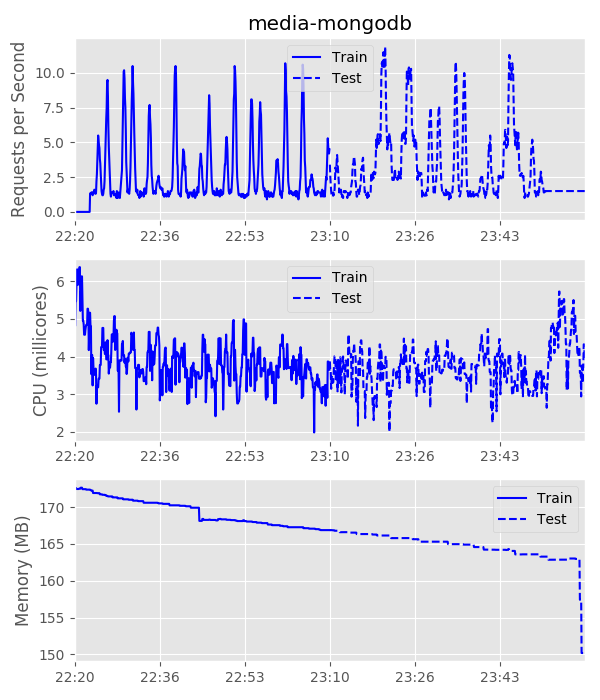 media-mongodb
Requests per Second
10.0
7.5
5.0
2.5
0.0
Train
Test
22:20 22:36 22:53 23:10 23:26 23:43
CPU (millicores)
6
5
4
3
2
Train
Test
22:20 22:36 22:53 23:10 23:26 23:43
Memory (MB)
170
165
160
155
150
Train
Test
22:20 22:36 22:53 23:10 23:26 23:43